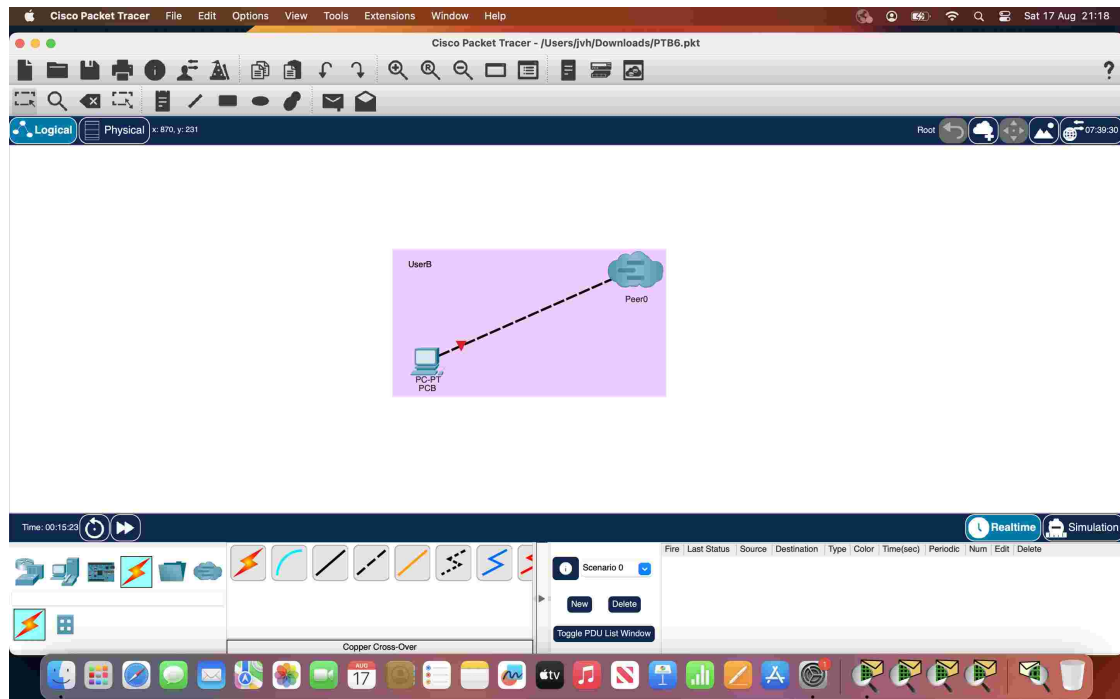 Cisco Packet Tracer File Edit Options View Tools Extensions Window Help Sat 17 Aug 21:18
Cisco Packet Tracer - /Users/jvh/Downloads/PTB6.pkt
?
Logical Physical x: 870, y: 231 Root 07:39:30
UserB
Peer0
PC-PT
PCB
Time: 00:15:23 Realtime Simulation
Fire Last Status Source Destination Type Color Time(sec) Periodic Num Edit Delete
Scenario 0
New Delete
Toggle PDU List Window
Copper Cross-Over
AUG
17
tv